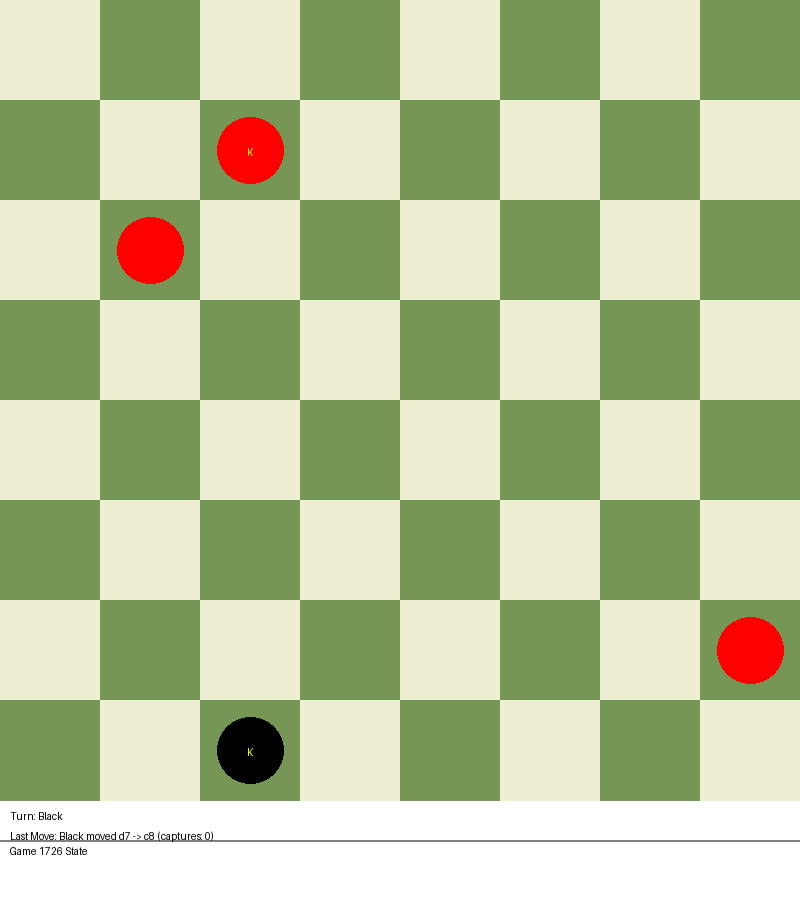 K
K
Turn: Black
Last Move: Black moved d7 -> c8 (captures: 0)
Game 1726 State